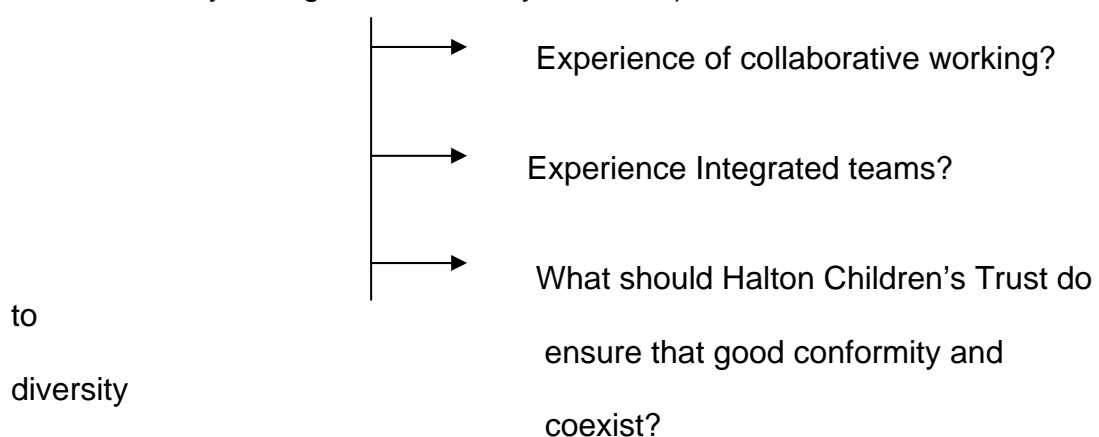 Experience of collaborative working?
Experience Integrated teams?
What should Halton Children’s Trust do
to
ensure that good conformity and
diversity
coexist?